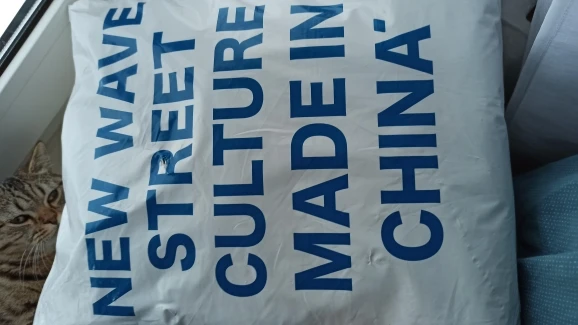 NEW WAVE
STREET
CULTURE
MADE IN
CHINA'